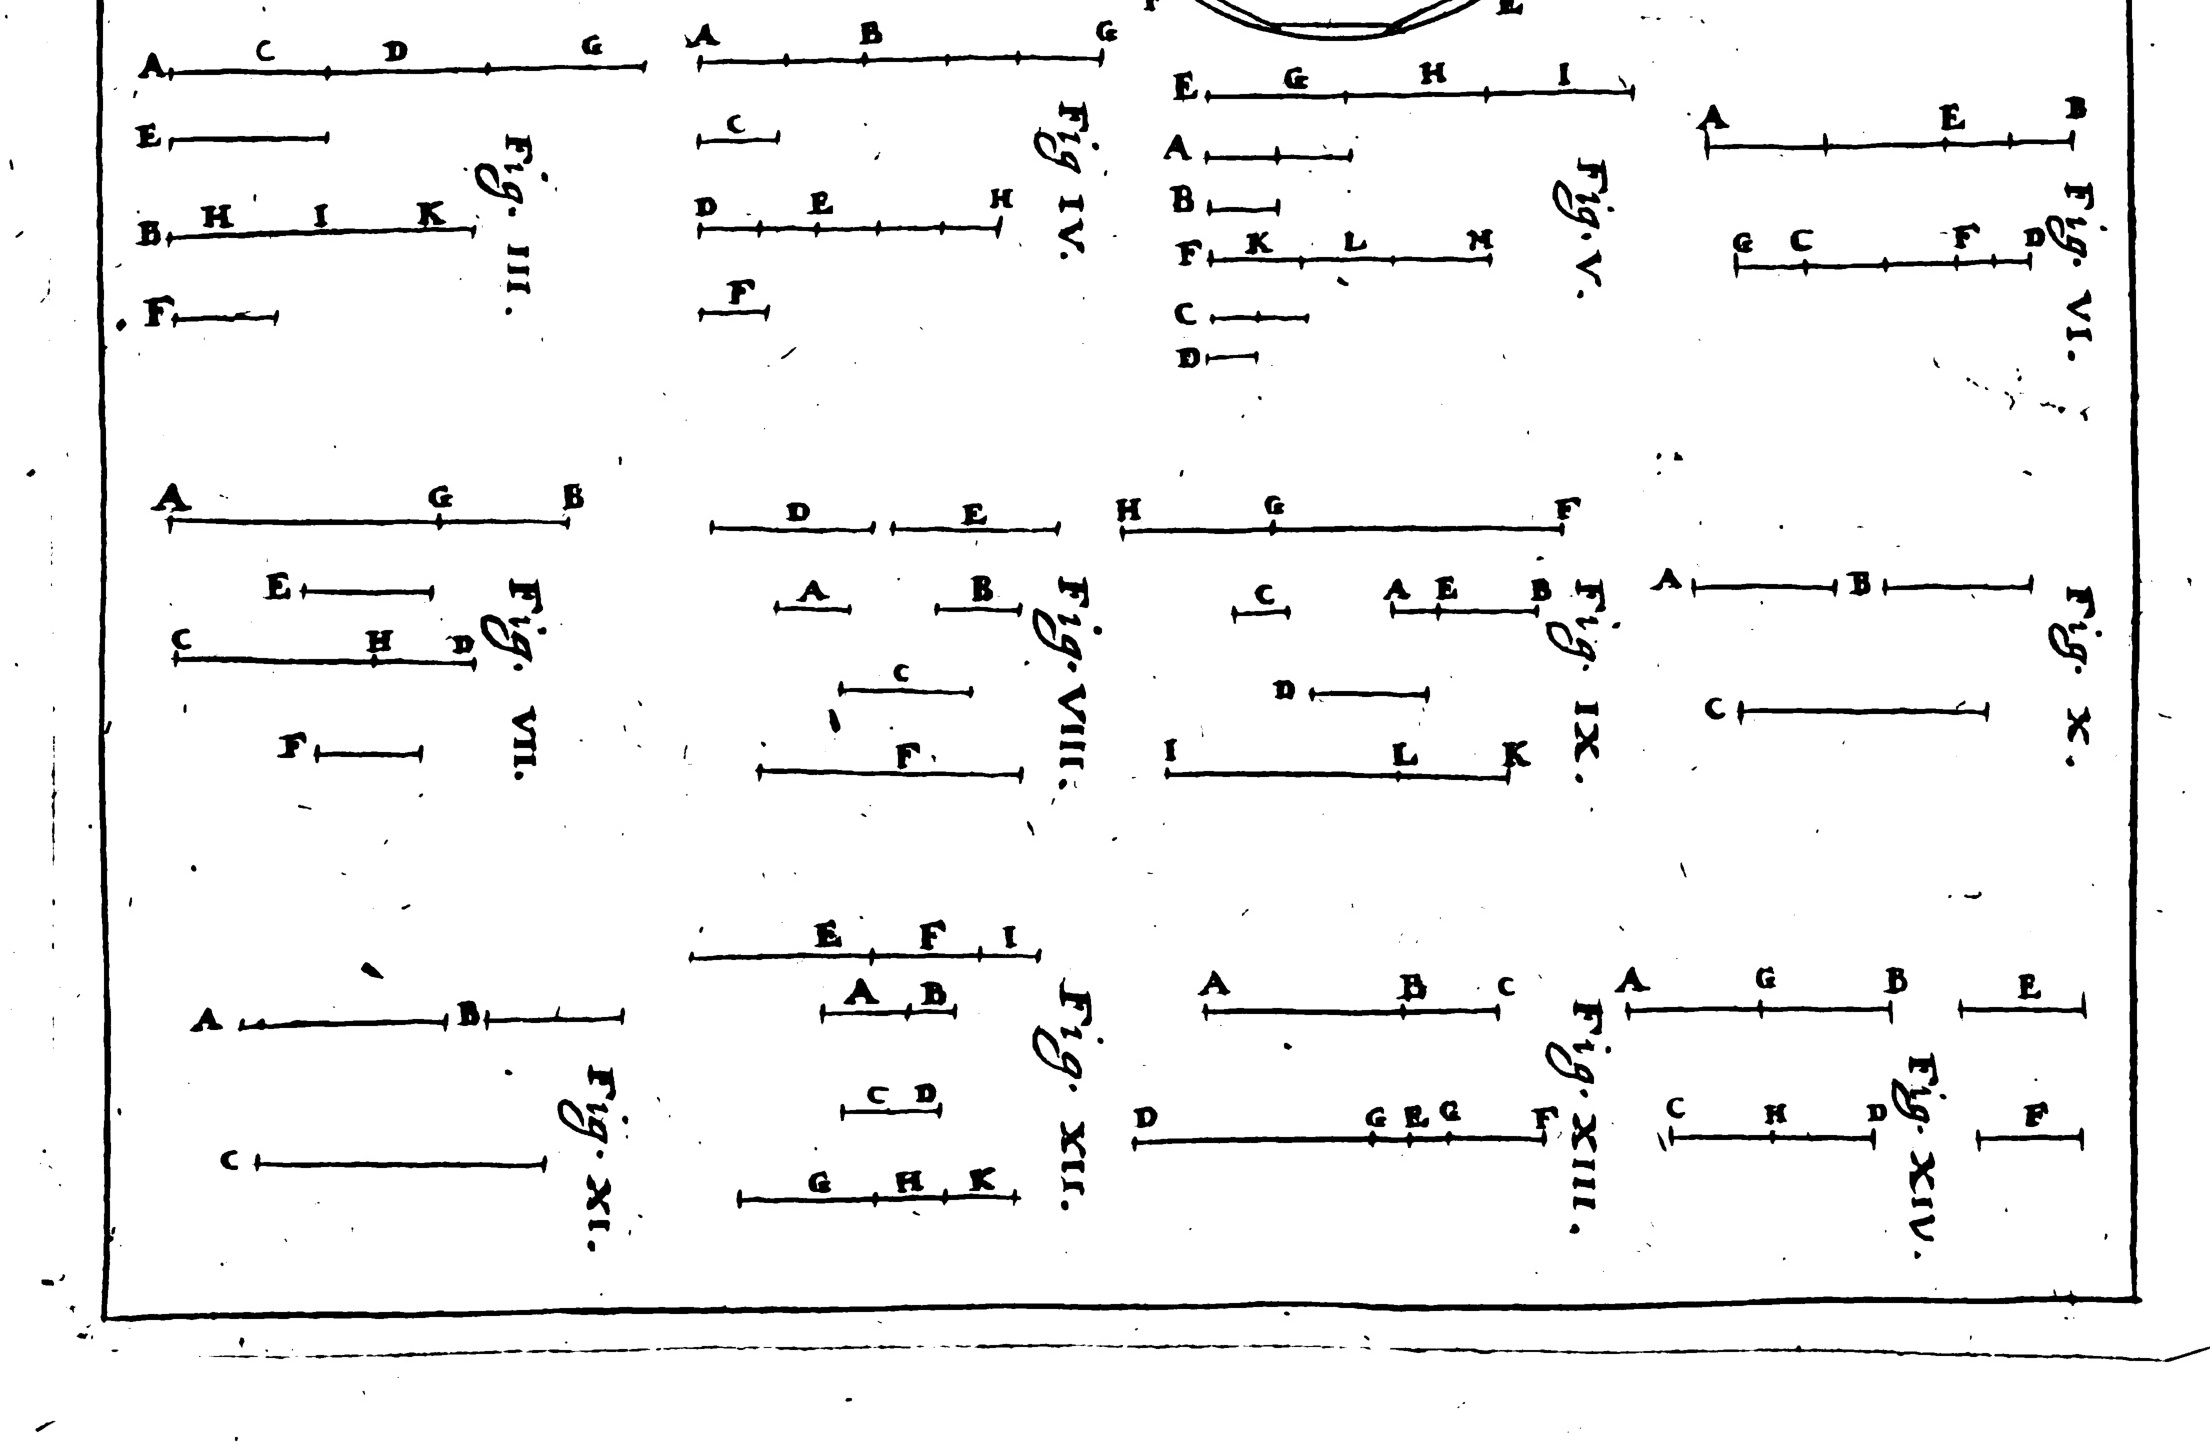 F E
A C D G
E
B H I K
F
Fig. III.
A B G
C
D E H
F
Fig IV.
E G H I
A
B
F K L M
C
D
Fig. V.
A E B
G C F D
Fig. VI.
A G B
E
C H D
F
Fig. VII.
D E
A B
C
F
Fig. VIII.
H G F
C A E B
D
I L K
Fig. IX.
A B
C
Fig. X.
A B
C
Fig. XI.
E F I
A B
C D
G H K
Fig. XII.
A B C
D G E G F
Fig. XIII.
A G B E
C H D F
Fig. XIV.